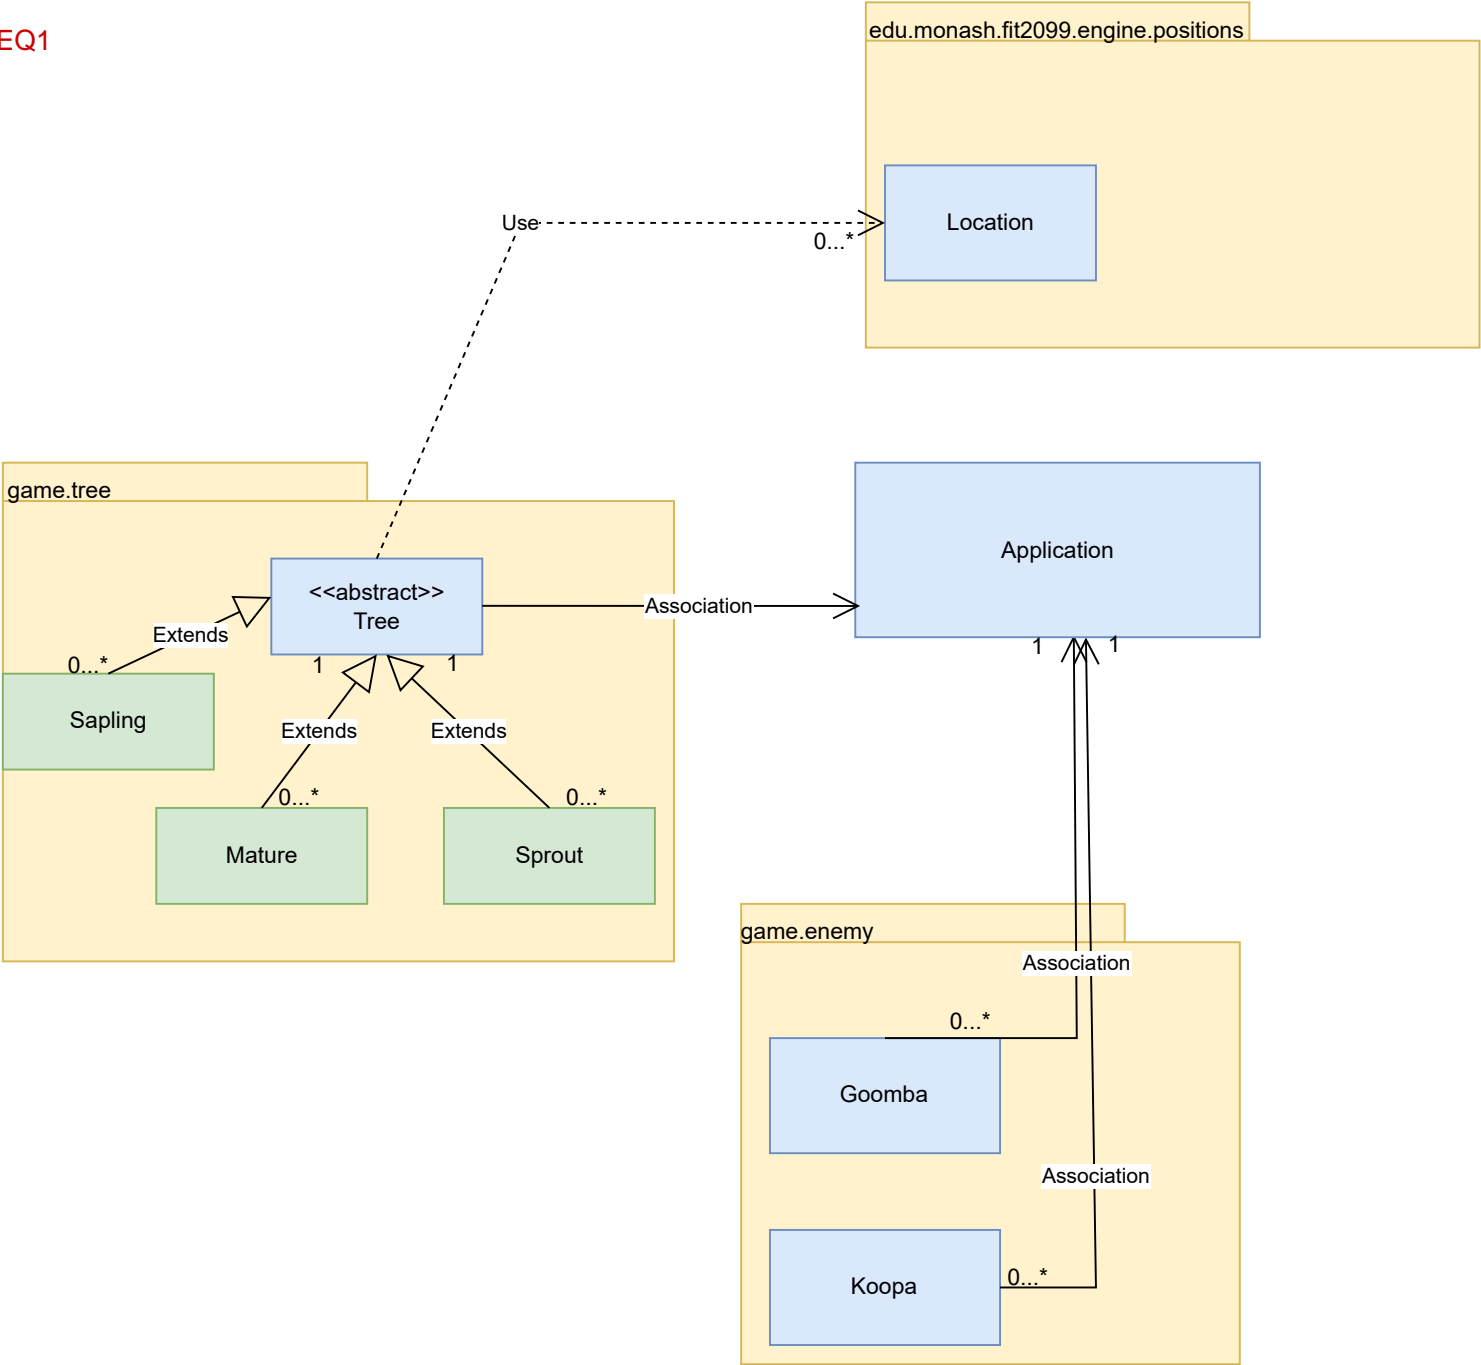 EQ1
edu.monash.fit2099.engine.positions
Use
Location
0...*
game.tree
Application
<<abstract>>
Tree
Association
Extends
0...*
1
1
1
1
Sapling
Extends
Extends
0...*
0...*
Mature
Sprout
game.enemy
Association
0...*
Goomba
Association
Koopa
0...*